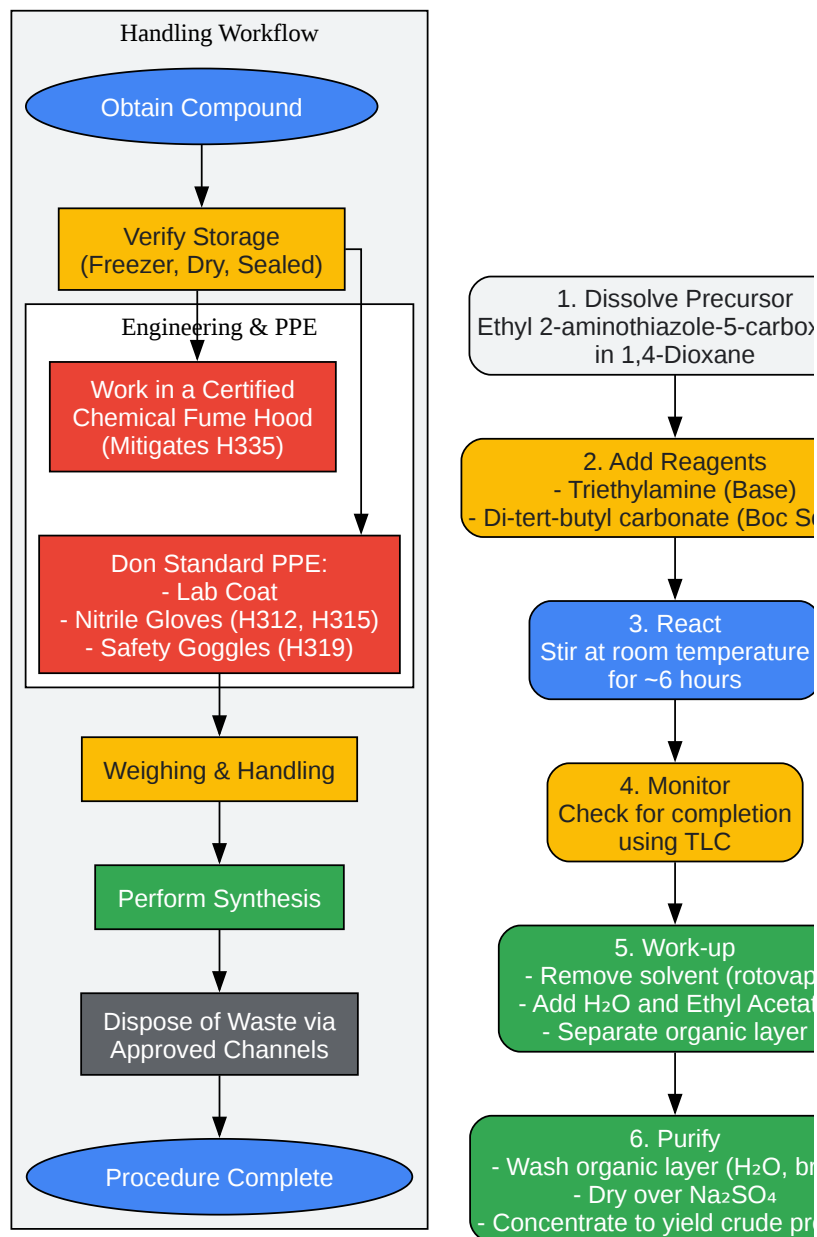 Handling Workflow
Obtain Compound
Verify Storage
(Freezer, Dry, Sealed)
Engineering & PPE
Work in a Certified
Chemical Fume Hood
(Mitigates H335)
Don Standard PPE:
- Lab Coat
- Nitrile Gloves (H312, H315)
- Safety Goggles (H319)
Weighing & Handling
Perform Synthesis
Dispose of Waste via
Approved Channels
Procedure Complete
1. Dissolve Precursor
Ethyl 2-aminothiazole-5-carbox
in 1,4-Dioxane
2. Add Reagents
- Triethylamine (Base)
- Di-tert-butyl carbonate (Boc So
3. React
Stir at room temperature
for ~6 hours
4. Monitor
Check for completion
using TLC
5. Work-up
- Remove solvent (rotovap
- Add H₂O and Ethyl Acetat
- Separate organic layer
6. Purify
- Wash organic layer (H₂O, br
- Dry over Na₂SO₄
- Concentrate to yield crude pro